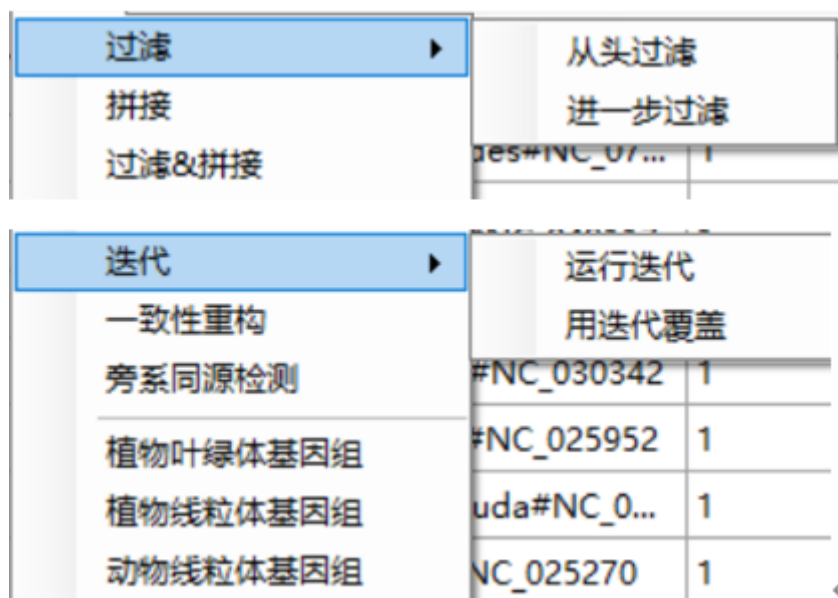 过滤
从头过滤
拼接
进一步过滤
过滤&拼接
des#NC_07... 1
迭代
运行迭代
一致性重构
用迭代覆盖
旁系同源检测
#NC_030342 1
植物叶绿体基因组
#NC_025952 1
植物线粒体基因组
uda#NC_0... 1
动物线粒体基因组
NC_025270 1